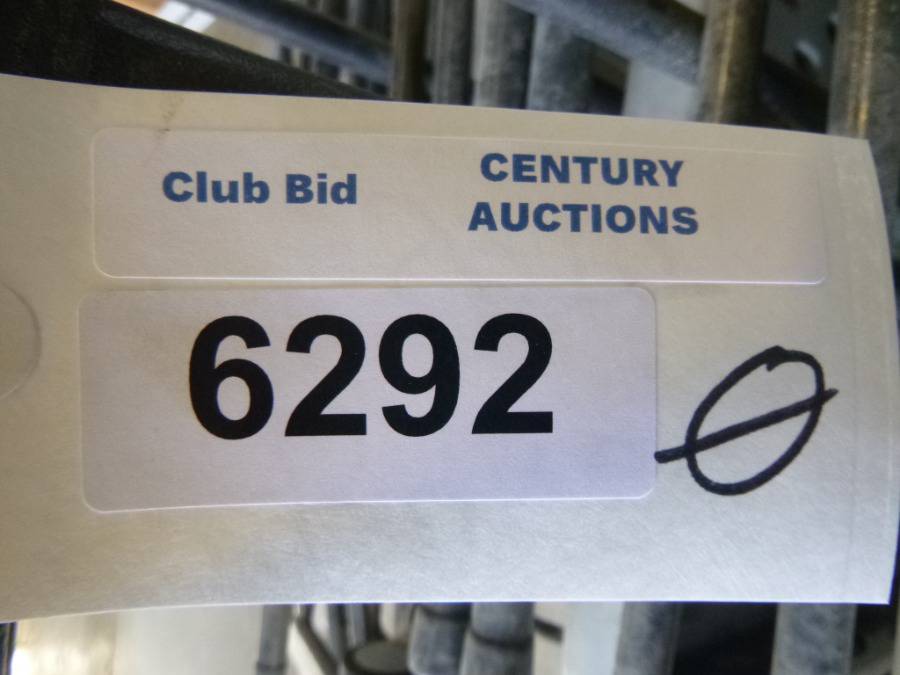 Club Bid
CENTURY
AUCTIONS
6292
Ø